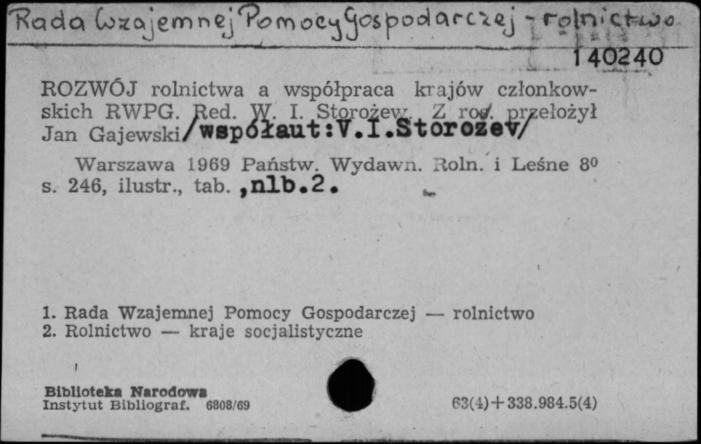 Rada Wzajemnej Pomocy Gospodarczej - rolnictwo
140240
ROZWÓJ rolnictwa a współpraca krajów członkow-
skich RWPG. Red. W. I. Storożew. Z ros. przełożył
Jan Gajewski/współaut:V.I.Storožev/
Warszawa 1969 Państw. Wydawn. Roln. i Leśne 8⁰
s. 246, ilustr., tab. ,nlb.2.
1. Rada Wzajemnej Pomocy Gospodarczej — rolnictwo
2. Rolnictwo — kraje socjalistyczne
Biblioteka Narodowa
Instytut Bibliograf. 6808/69
63(4)+338.984.5(4)